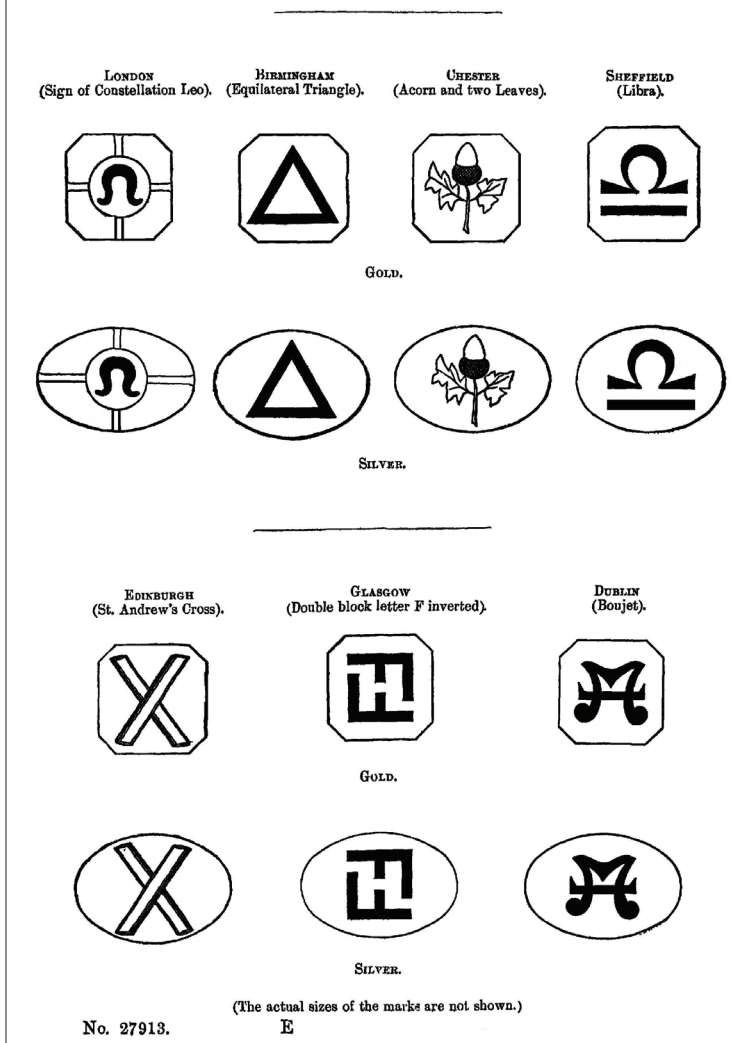 LONDON BIRMINGHAM CHESTER SHEFFIELD
(Sign of Constellation Leo). (Equilateral Triangle). (Acorn and two Leaves). (Libra).
GOLD.
SILVER.
EDINBURGH GLASGOW DUBLIN
(St. Andrew's Cross). (Double block letter F inverted). (Boujet).
GOLD.
SILVER.
(The actual sizes of the marks are not shown.)
No. 27913. E